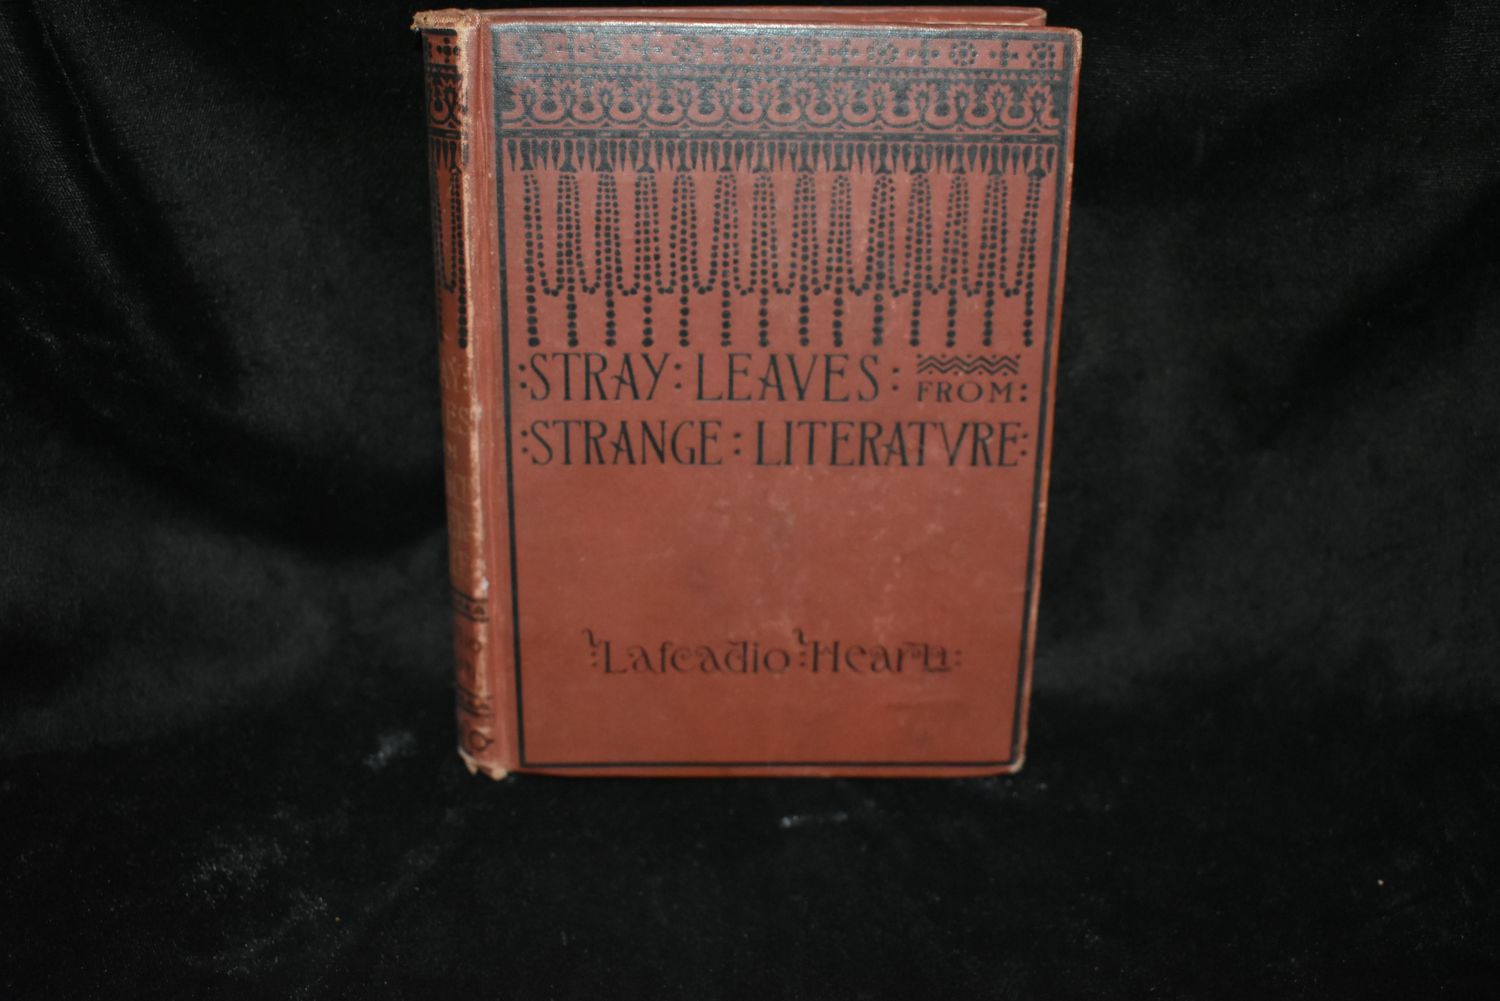 :STRAY:LEAVES: FROM:
:STRANGE:LITERATVRE:
:Lafcadio:Hearn: